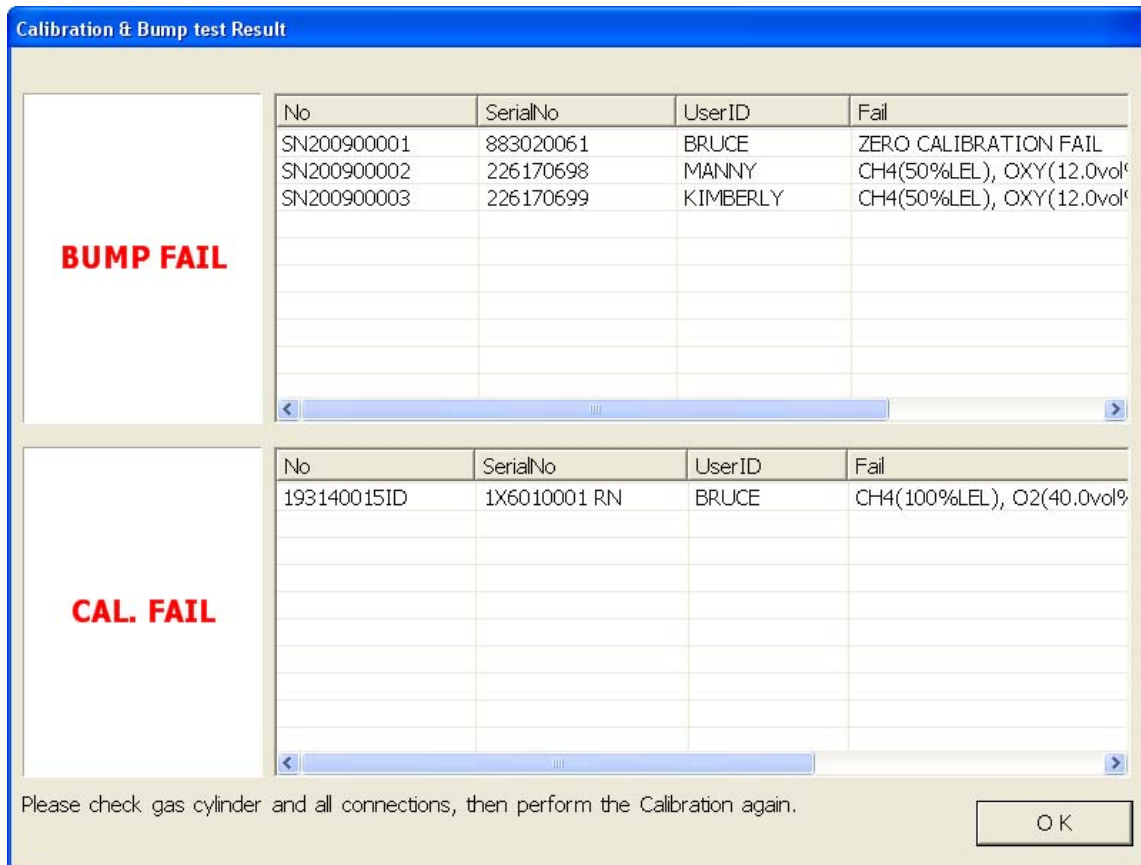 Calibration & Bump test Result
No SerialNo UserID Fail
SN200900001 883020061 BRUCE ZERO CALIBRATION FAIL
SN200900002 226170698 MANNY CH4(50%LEL), OXY(12.0vol%
SN200900003 226170699 KIMBERLY CH4(50%LEL), OXY(12.0vol%
BUMP FAIL
No SerialNo UserID Fail
193140015ID 1X6010001 RN BRUCE CH4(100%LEL), O2(40.0vol%
CAL. FAIL
Please check gas cylinder and all connections, then perform the Calibration again.
OK